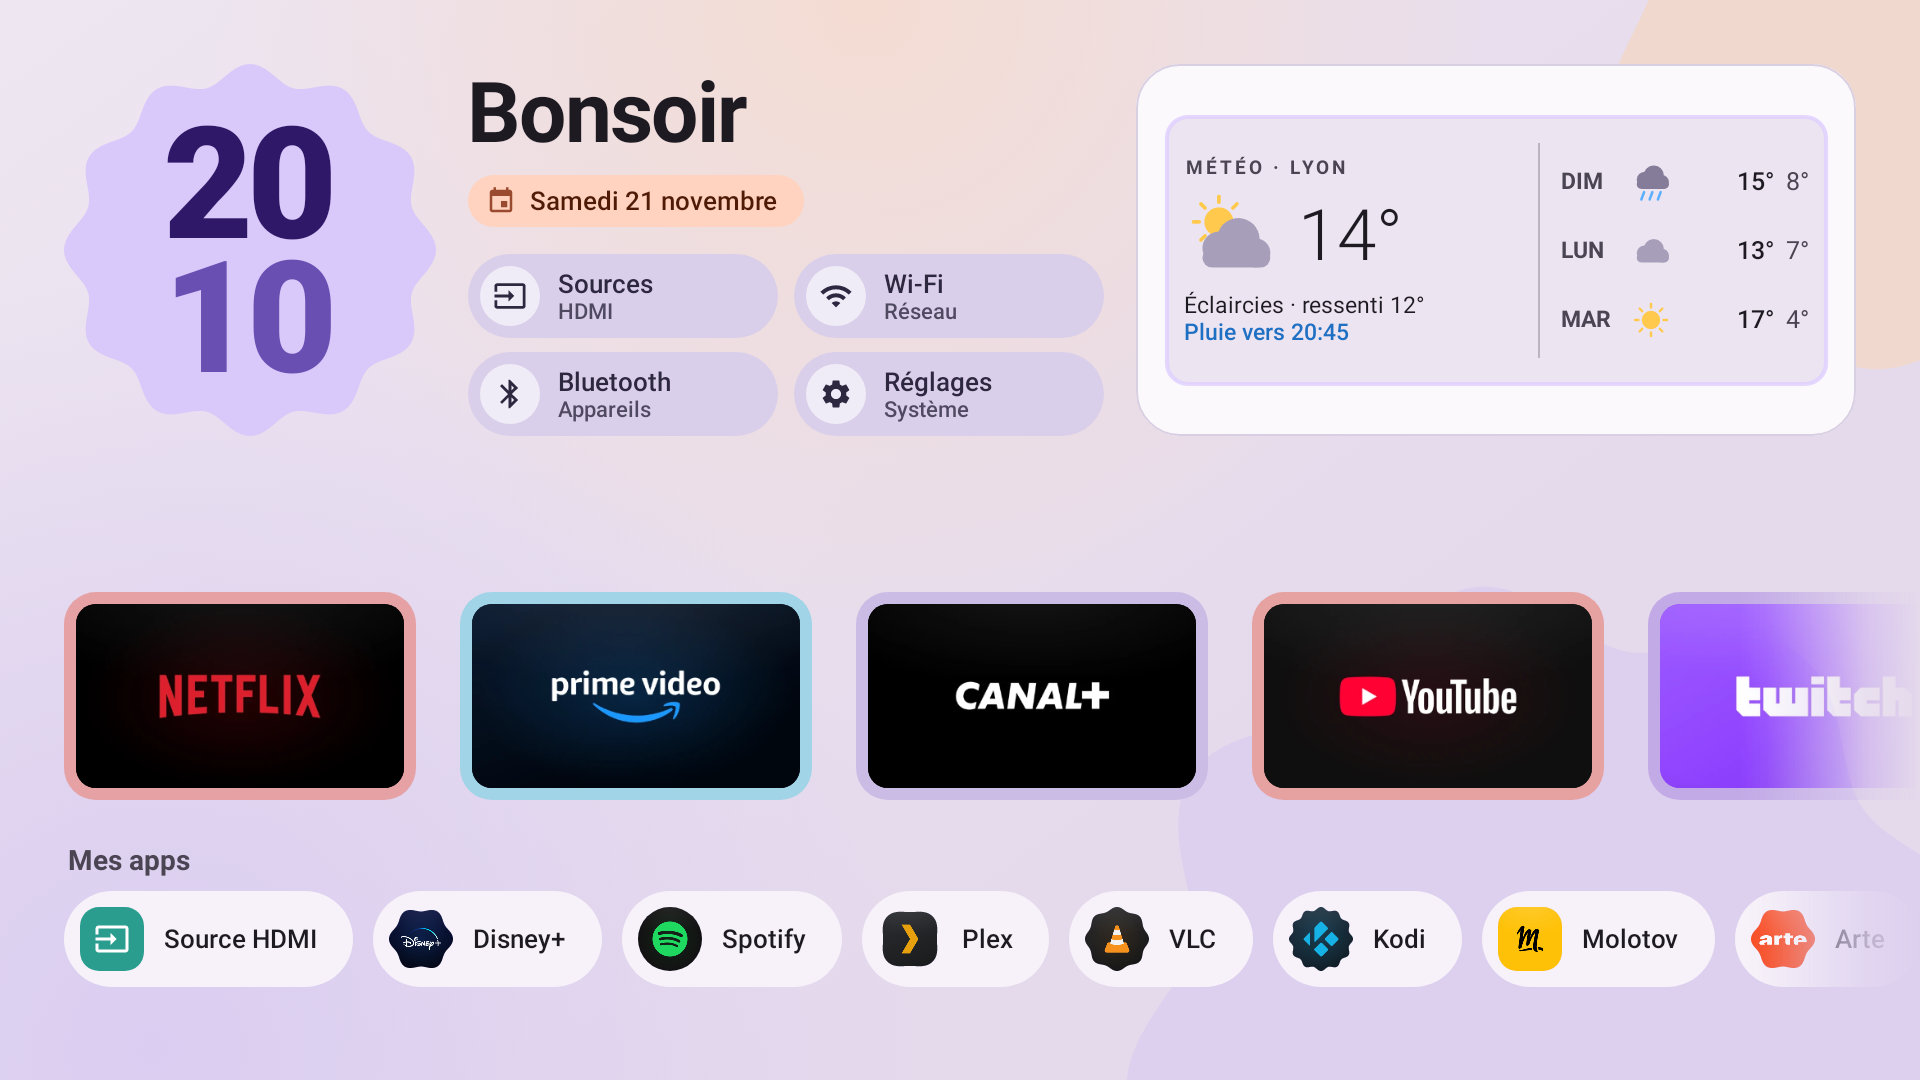 20
10
Bonsoir
Samedi 21 novembre
Sources
HDMI
Wi-Fi
Réseau
Bluetooth
Appareils
Réglages
Système
MÉTÉO · LYON
14°
Éclaircies · ressenti 12°
Pluie vers 20:45
DIM 15° 8°
LUN 13° 7°
MAR 17° 4°
NETFLIX
prime video
CANAL+
YouTube
twitch
Mes apps
Source HDMI
Disney+
Disney+
Spotify
Plex
VLC
Kodi
M.
Molotov
arte
Arte